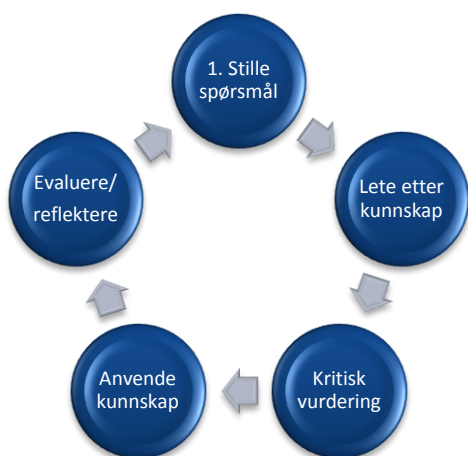 1. Stille
spørsmål
Lete etter
kunnskap
Kritisk
vurdering
Anvende
kunnskap
Evaluere/
reflektere